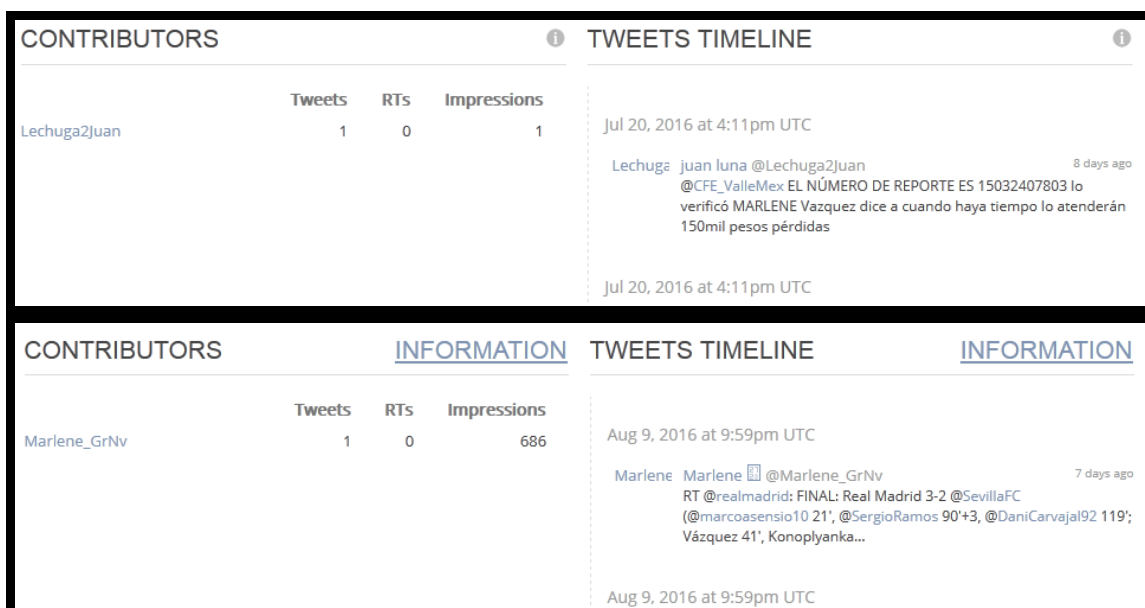 CONTRIBUTORS
Tweets RTs Impressions
Lechuga2Juan 1 0 1
TWEETS TIMELINE
Jul 20, 2016 at 4:11pm UTC
Lechuga juan luna @Lechuga2Juan 8 days ago
@CFE_ValleMex EL NÚMERO DE REPORTE ES 15032407803 lo
verificó MARLENE Vazquez dice a cuando haya tiempo lo atenderán
150mil pesos pérdidas
Jul 20, 2016 at 4:11pm UTC
CONTRIBUTORS INFORMATION
Tweets RTs Impressions
Marlene_GrNv 1 0 686
TWEETS TIMELINE INFORMATION
Aug 9, 2016 at 9:59pm UTC
Marlene Marlene @Marlene_GrNv 7 days ago
RT @realmadrid: FINAL: Real Madrid 3-2 @SevillaFC
(@marcoasensio10 21', @SergioRamos 90'+3, @DaniCarvajal92 119';
Vázquez 41', Konoplyanka...
Aug 9, 2016 at 9:59pm UTC